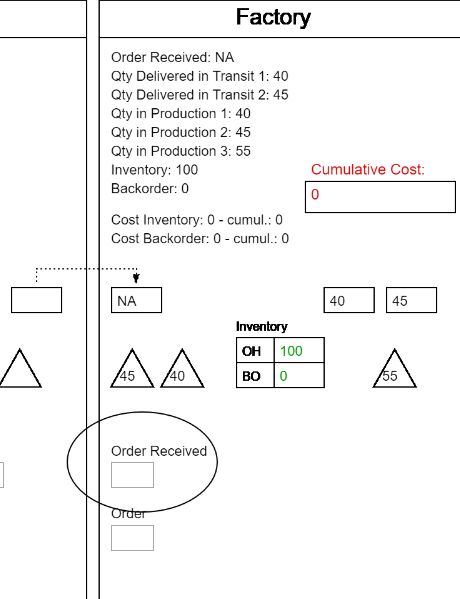 Factory
Order Received: NA
Qty Delivered in Transit 1: 40
Qty Delivered in Transit 2: 45
Qty in Production 1: 40
Qty in Production 2: 45
Qty in Production 3: 55
Inventory: 100
Backorder: 0
Cumulative Cost:
0
Cost Inventory: 0 - cumul.: 0
Cost Backorder: 0 - cumul.: 0
NA
40
45
Inventory
OH 100
BO 0
45
40
55
Order Received
Order